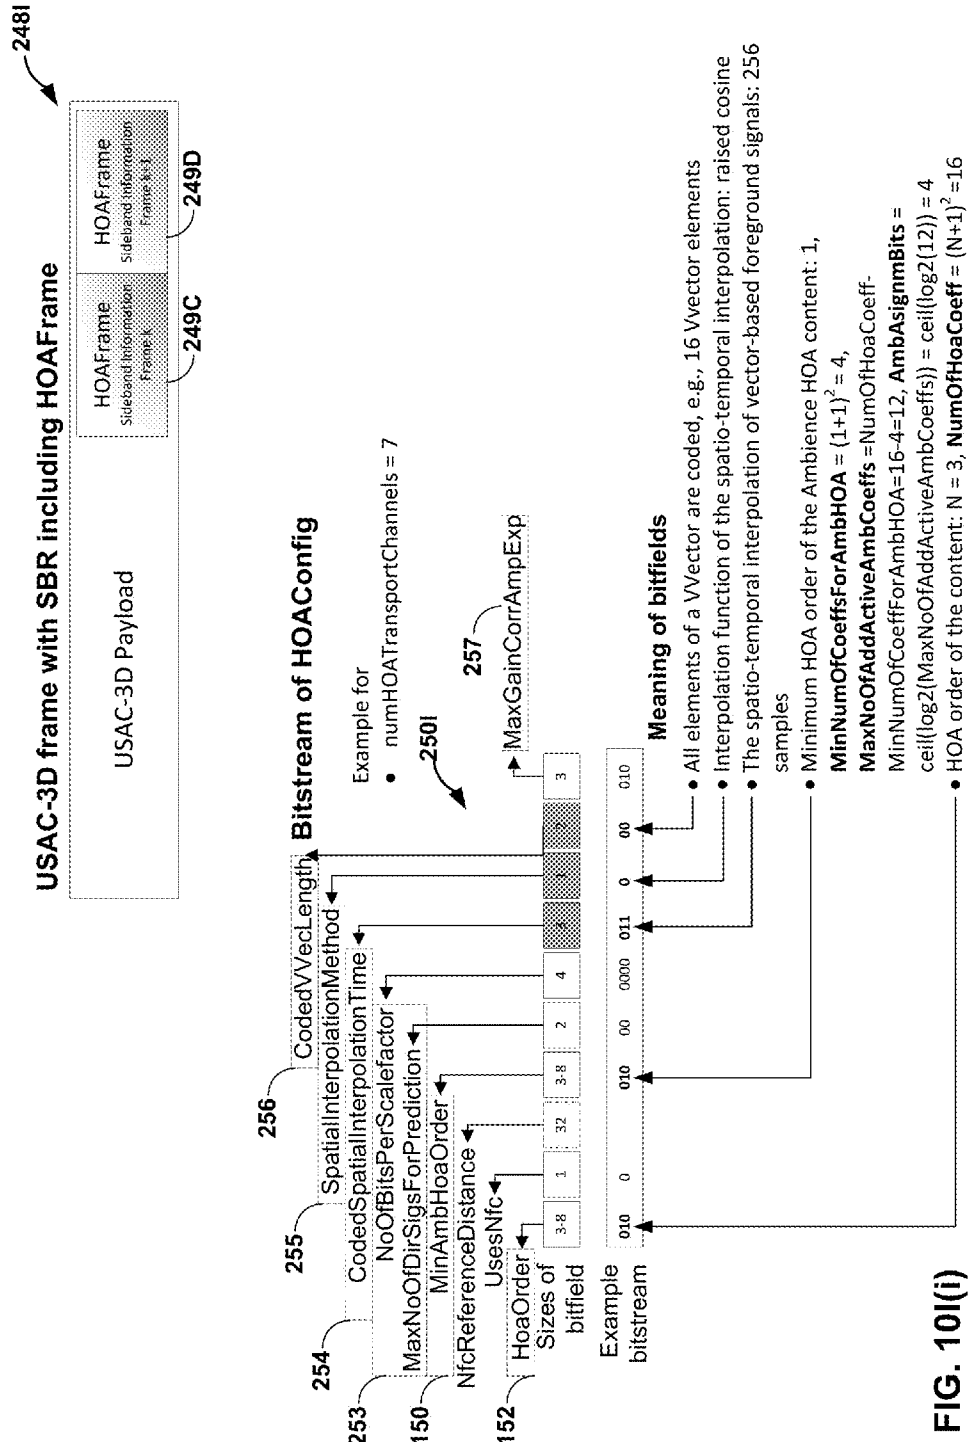 248I
USAC-3D frame with SBR including HOAFrame
USAC-3D Payload
HOAFrame
Sideband Information
Frame k
HOAFrame
Sideband Information
Frame k+1
249C
249D
Bitstream of HOAConfig
Example for
• numHOATransportChannels = 7
250I
257
MaxGainCorrAmpExp
256
CodedVVecLength
255
SpatialInterpolationMethod
254
CodedSpatialInterpolationTime
253
NoOfBitsPerScalefactor
MaxNoOfDirSigsForPrediction
150
MinAmbHoaOrder
NfcReferenceDistance
UsesNfc
152
HoaOrder
Sizes of
bitfield
3-8 1 32 3-8 2 4 3
Example
bitstream
010 0 010 00 0000 011 0 00 010
Meaning of bitfields
• All elements of a VVector are coded, e.g., 16 Vvector elements
• Interpolation function of the spatio-temporal interpolation: raised cosine
• The spatio-temporal interpolation of vector-based foreground signals: 256
samples
• Minimum HOA order of the Ambience HOA content: 1,
MinNumOfCoeffsForAmbHOA = (1+1)² = 4,
MaxNoOfAddActiveAmbCoeffs =NumOfHOACoeff-
MinNumOfCoeffForAmbHOA=16-4=12, AmbAsignmBits =
ceil(log2(MaxNoOfAddActiveAmbCoeffs)) = ceil(log2(12)) = 4
• HOA order of the content: N = 3, NumOfHoaCoeff = (N+1)² =16
FIG. 10I(i)